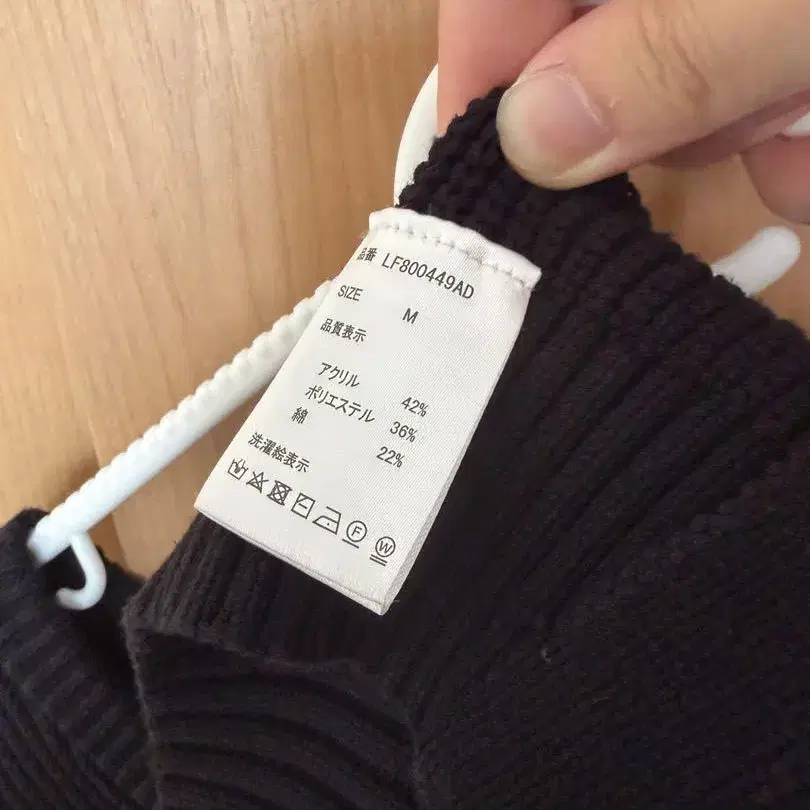 品番 LF800449AD
SIZE M
品質表示
アクリル 42%
ポリエステル 36%
綿 22%
洗濯絵表示
F W